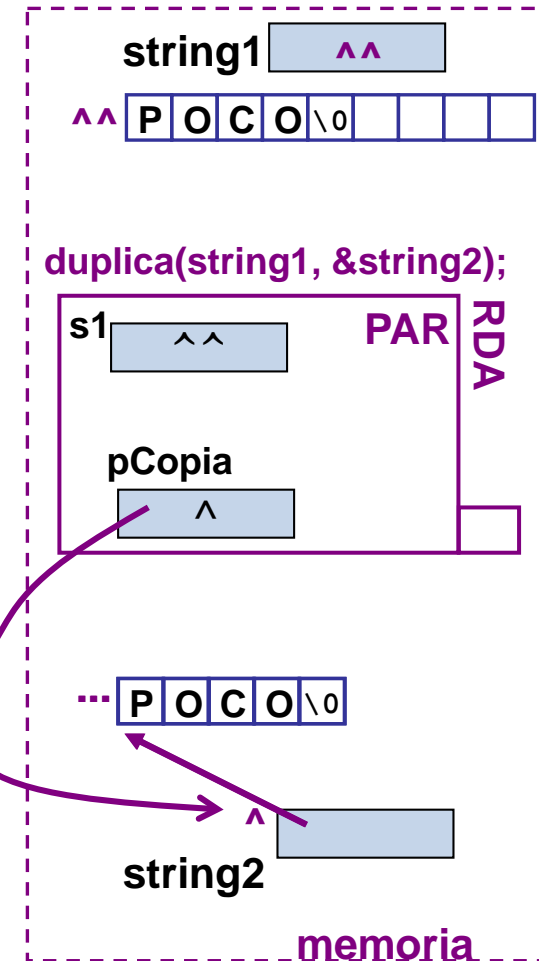 string1 ^^
^^ P O C O \0
duplica(string1, &string2);
s1 ^^ PAR RDA
pCopia
^
... P O C O \0
^
string2
memoria